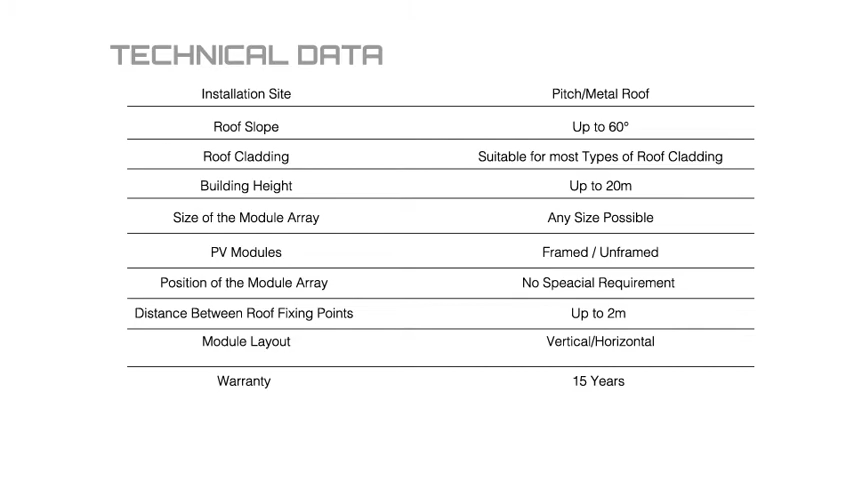 TECHNICAL DATA
Installation Site Pitch/Metal Roof
Roof Slope Up to 60°
Roof Cladding Suitable for most Types of Roof Cladding
Building Height Up to 20m
Size of the Module Array Any Size Possible
PV Modules Framed / Unframed
Position of the Module Array No Speacial Requirement
Distance Between Roof Fixing Points Up to 2m
Module Layout Vertical/Horizontal
Warranty 15 Years